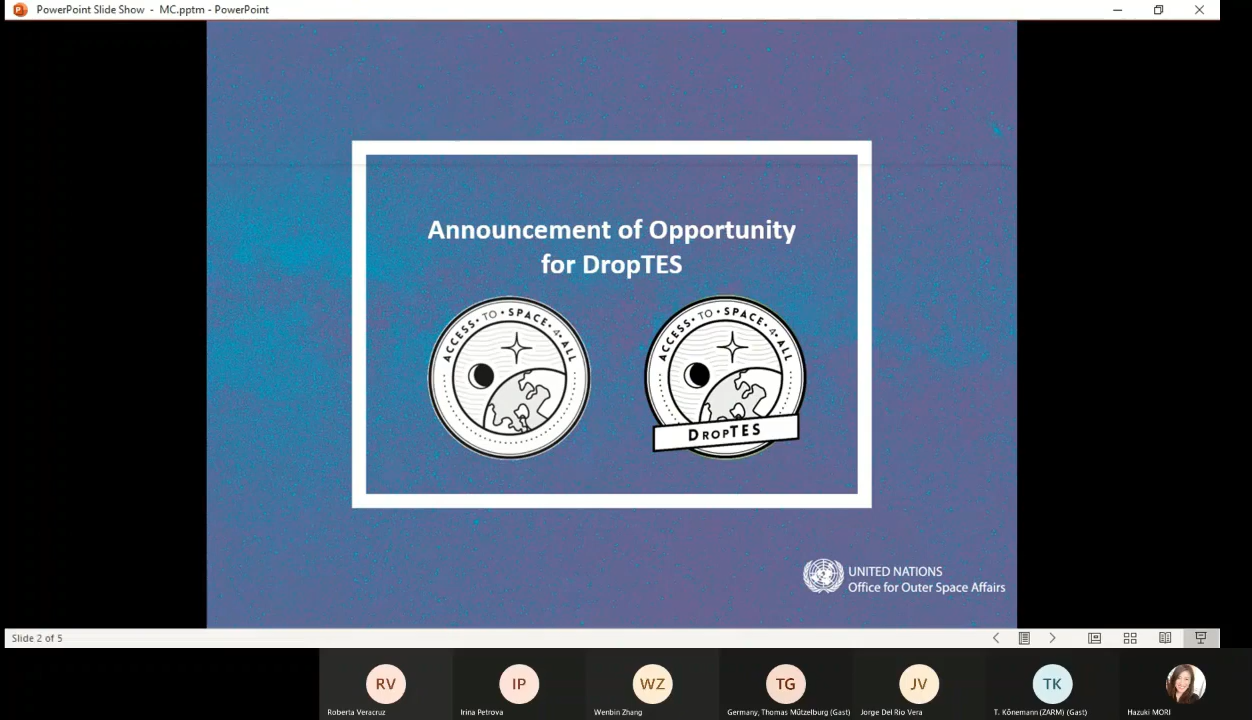 PowerPoint Slide Show - MC.pptm - PowerPoint
Announcement of Opportunity
for DropTES
ACCESS • TO • SPACE • 4 • ALL
ACCESS • TO • SPACE • 4 • ALL
DROPTES
UNITED NATIONS
Office for Outer Space Affairs
Slide 2 of 5
RV
IP
WZ
TG
JV
TK
Roberta Veracruz
Irina Petrova
Wenbin Zhang
Germany, Thomas Mützelburg (Gast)
Jorge Del Rio Vera
T. Könemann (ZARM) (Gast)
Hazuki MORI